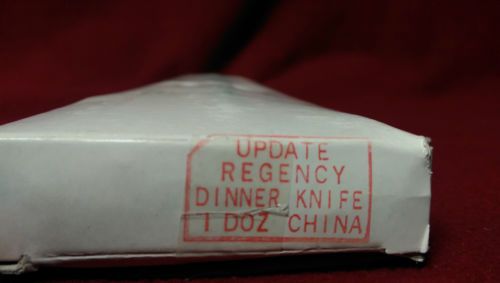 UPDATE
REGENCY
DINNER KNIFE
1 DOZ CHINA